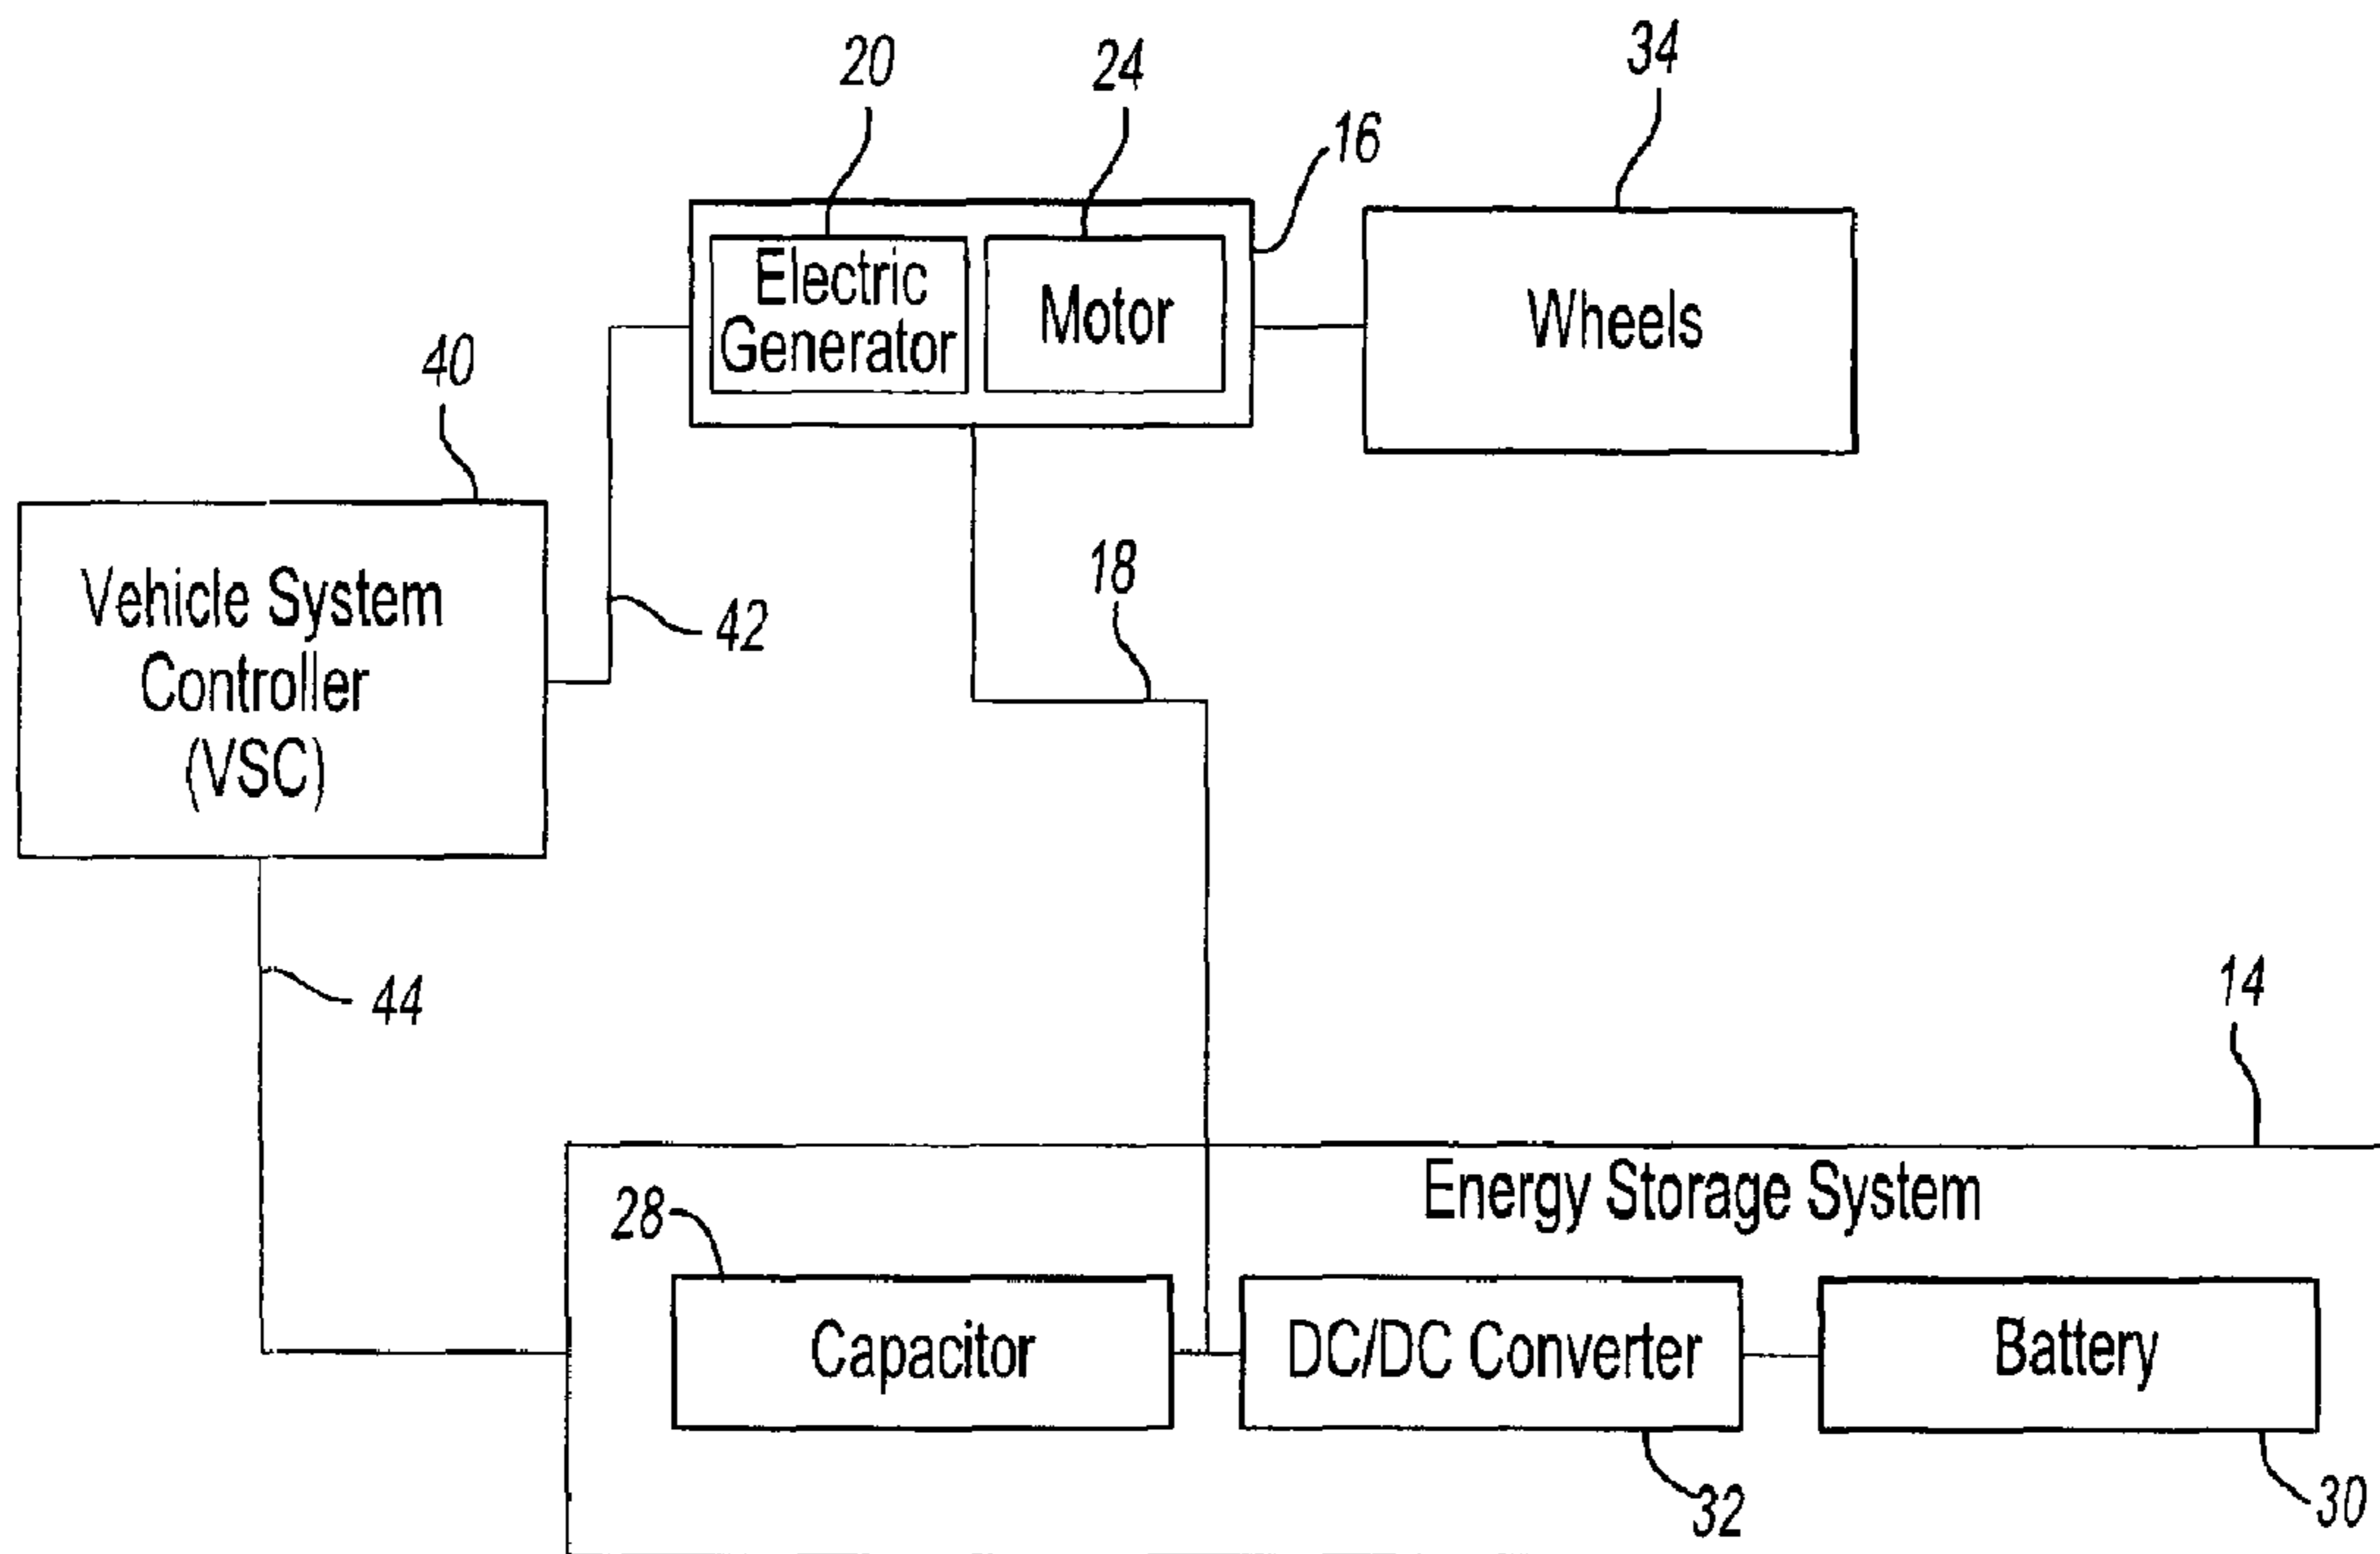 20
24
34
16
Electric
Generator
Motor
Wheels
40
Vehicle System
Controller
(VSC)
42
18
44
14
Energy Storage System
28
Capacitor
DC/DC Converter
Battery
32
30